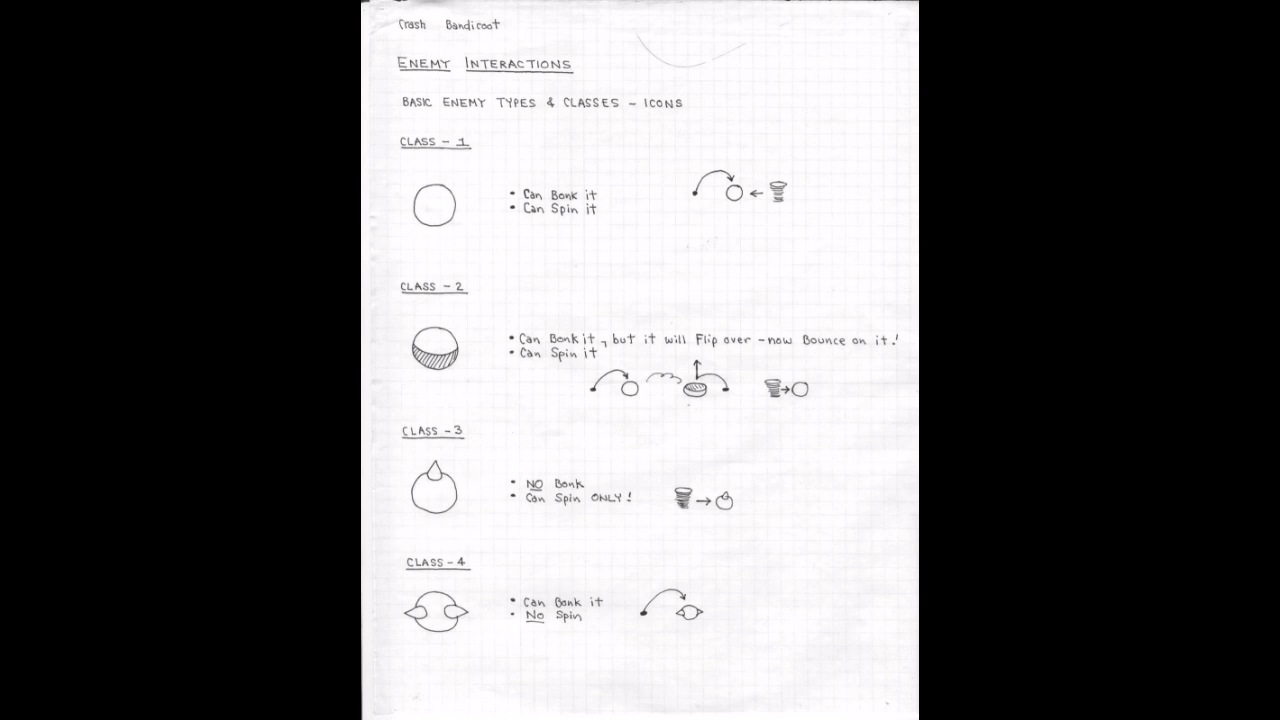 Crash Bandicoot
ENEMY INTERACTIONS
BASIC ENEMY TYPES & CLASSES - ICONS
CLASS - 1
• Can Bonk it
• Can Spin it
CLASS - 2
• Can Bonk it, but it will Flip over - now Bounce on it!
• Can Spin it
CLASS - 3
• NO Bonk
• Can Spin ONLY!
CLASS - 4
• Can Bonk it
• No Spin